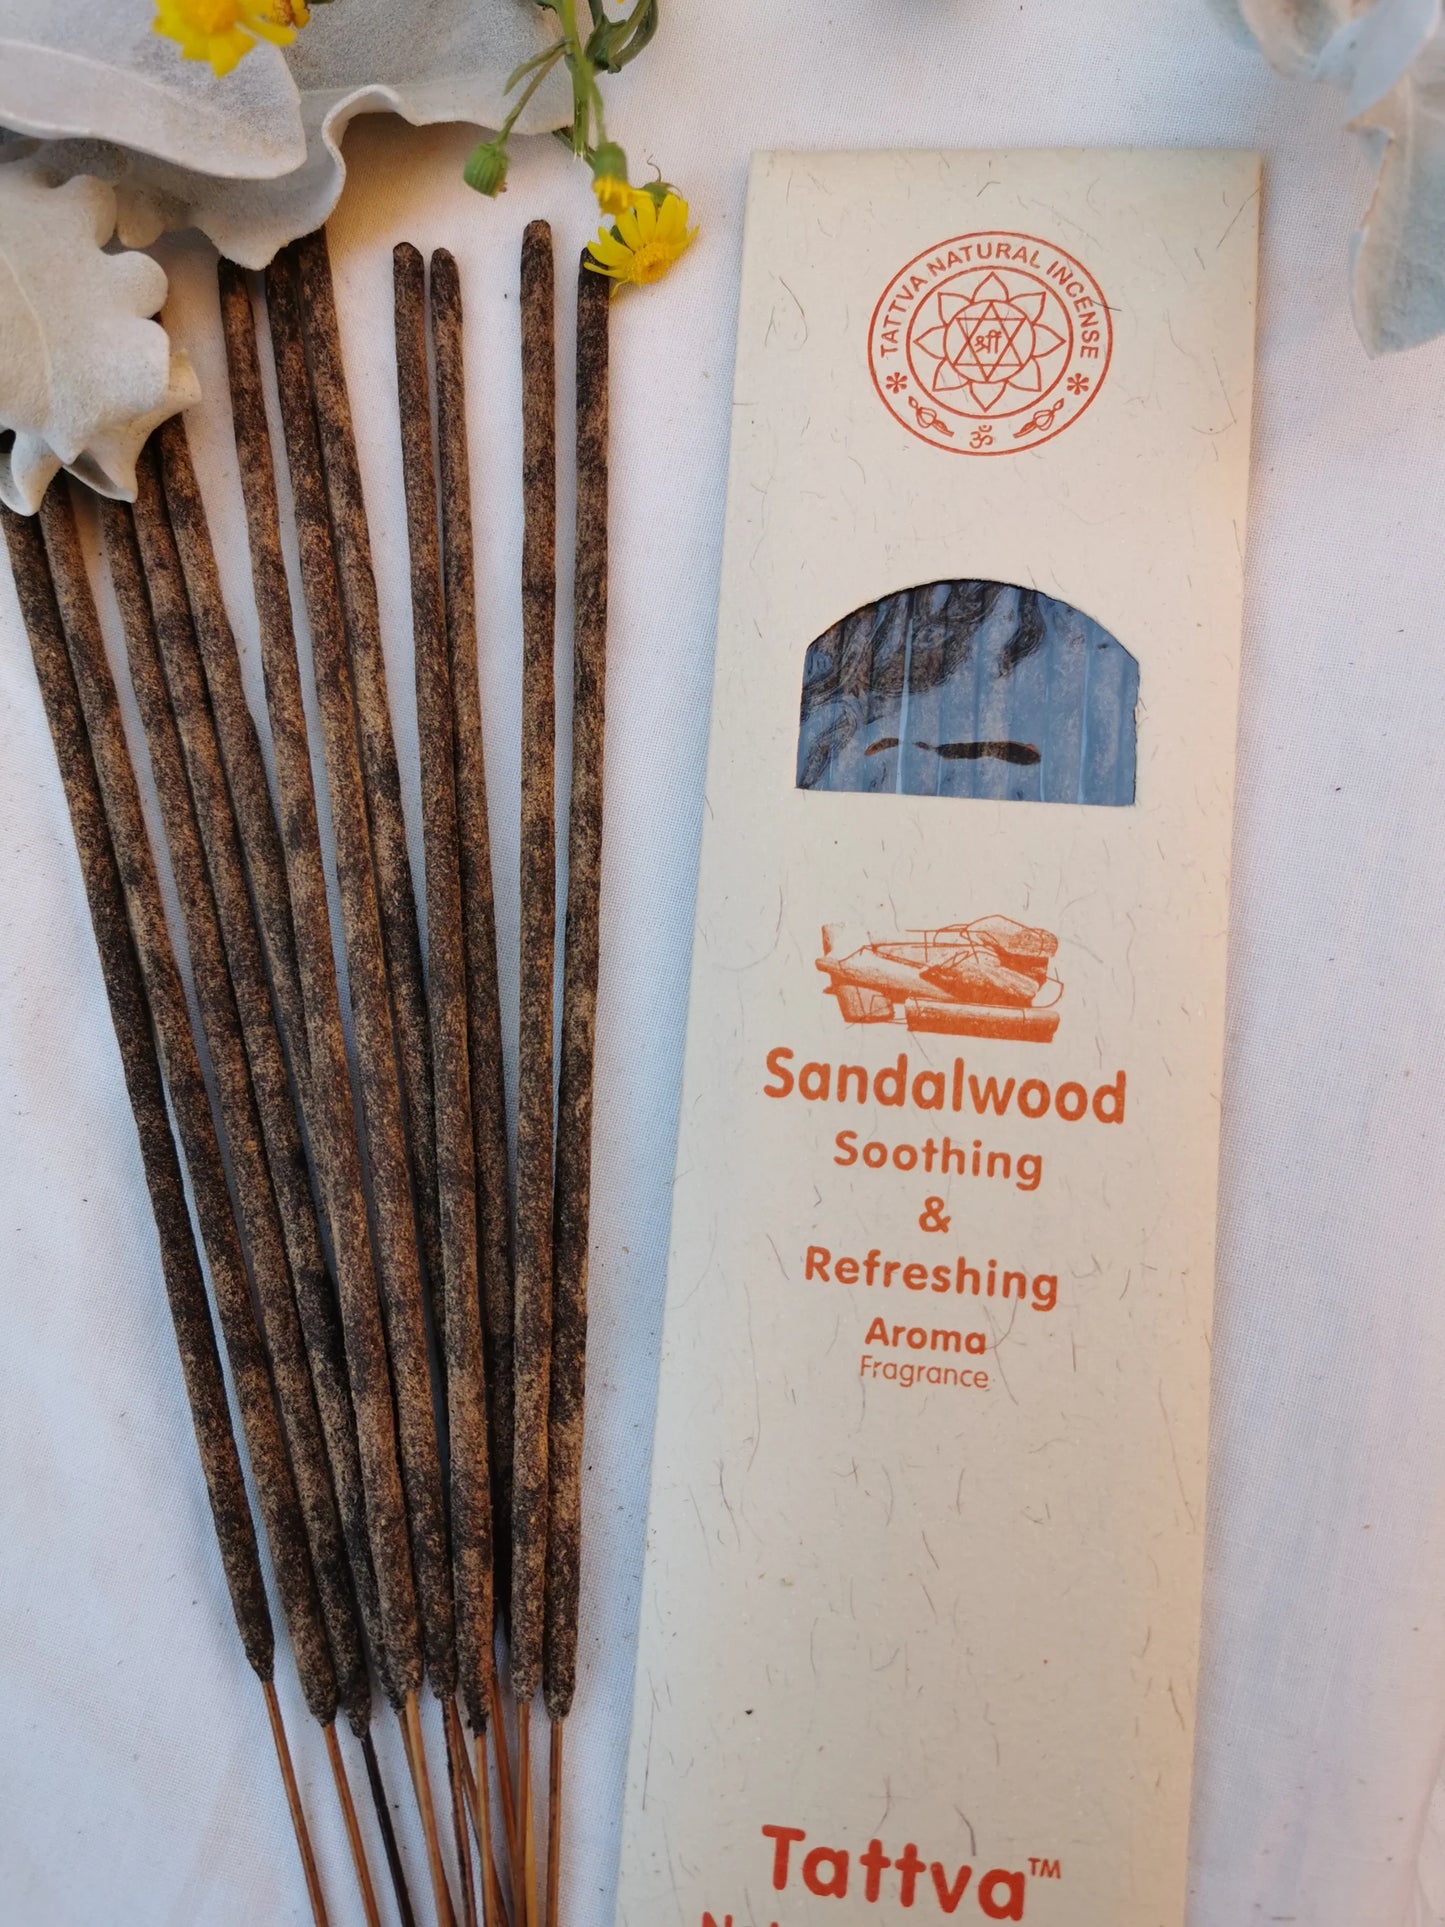 TATTVA NATURAL INCENSE
श्रीं
ॐ
Sandalwood
Soothing
&
Refreshing
Aroma
Fragrance
Tattva™